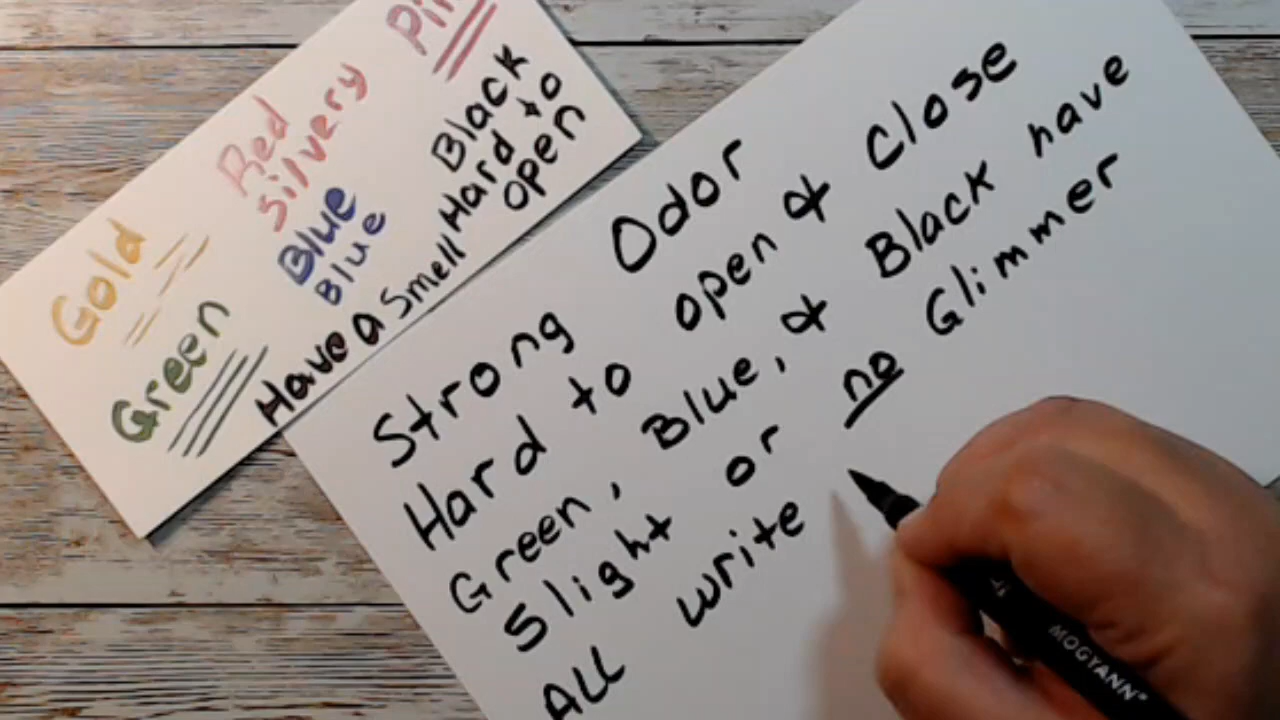 Gold
Green
Red
silvery
Blue
Blue
Have a Smell
Black
Hard to
open
Strong Odor
Hard to open & Close
Green, Blue, & Black have
slight or no Glimmer
ALL write
MOGYANN